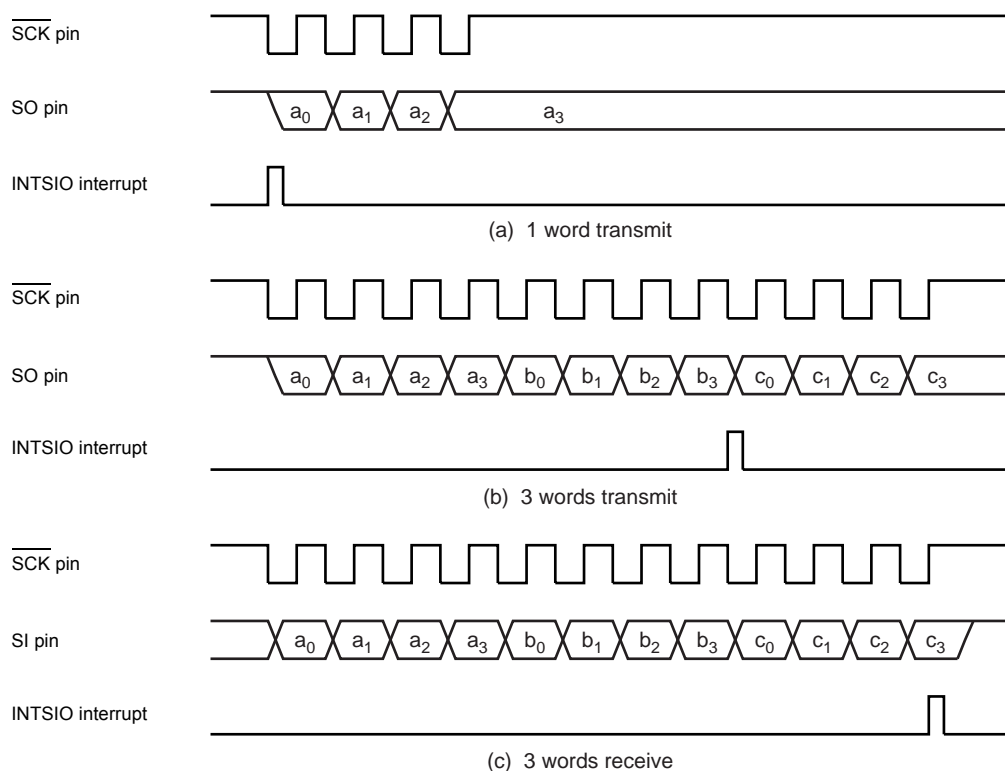 SCK pin
SO pin a0 a1 a2 a3
INTSIO interrupt
(a) 1 word transmit
SCK pin
SO pin a0 a1 a2 a3 b0 b1 b2 b3 c0 c1 c2 c3
INTSIO interrupt
(b) 3 words transmit
SCK pin
SI pin a0 a1 a2 a3 b0 b1 b2 b3 c0 c1 c2 c3
INTSIO interrupt
(c) 3 words receive